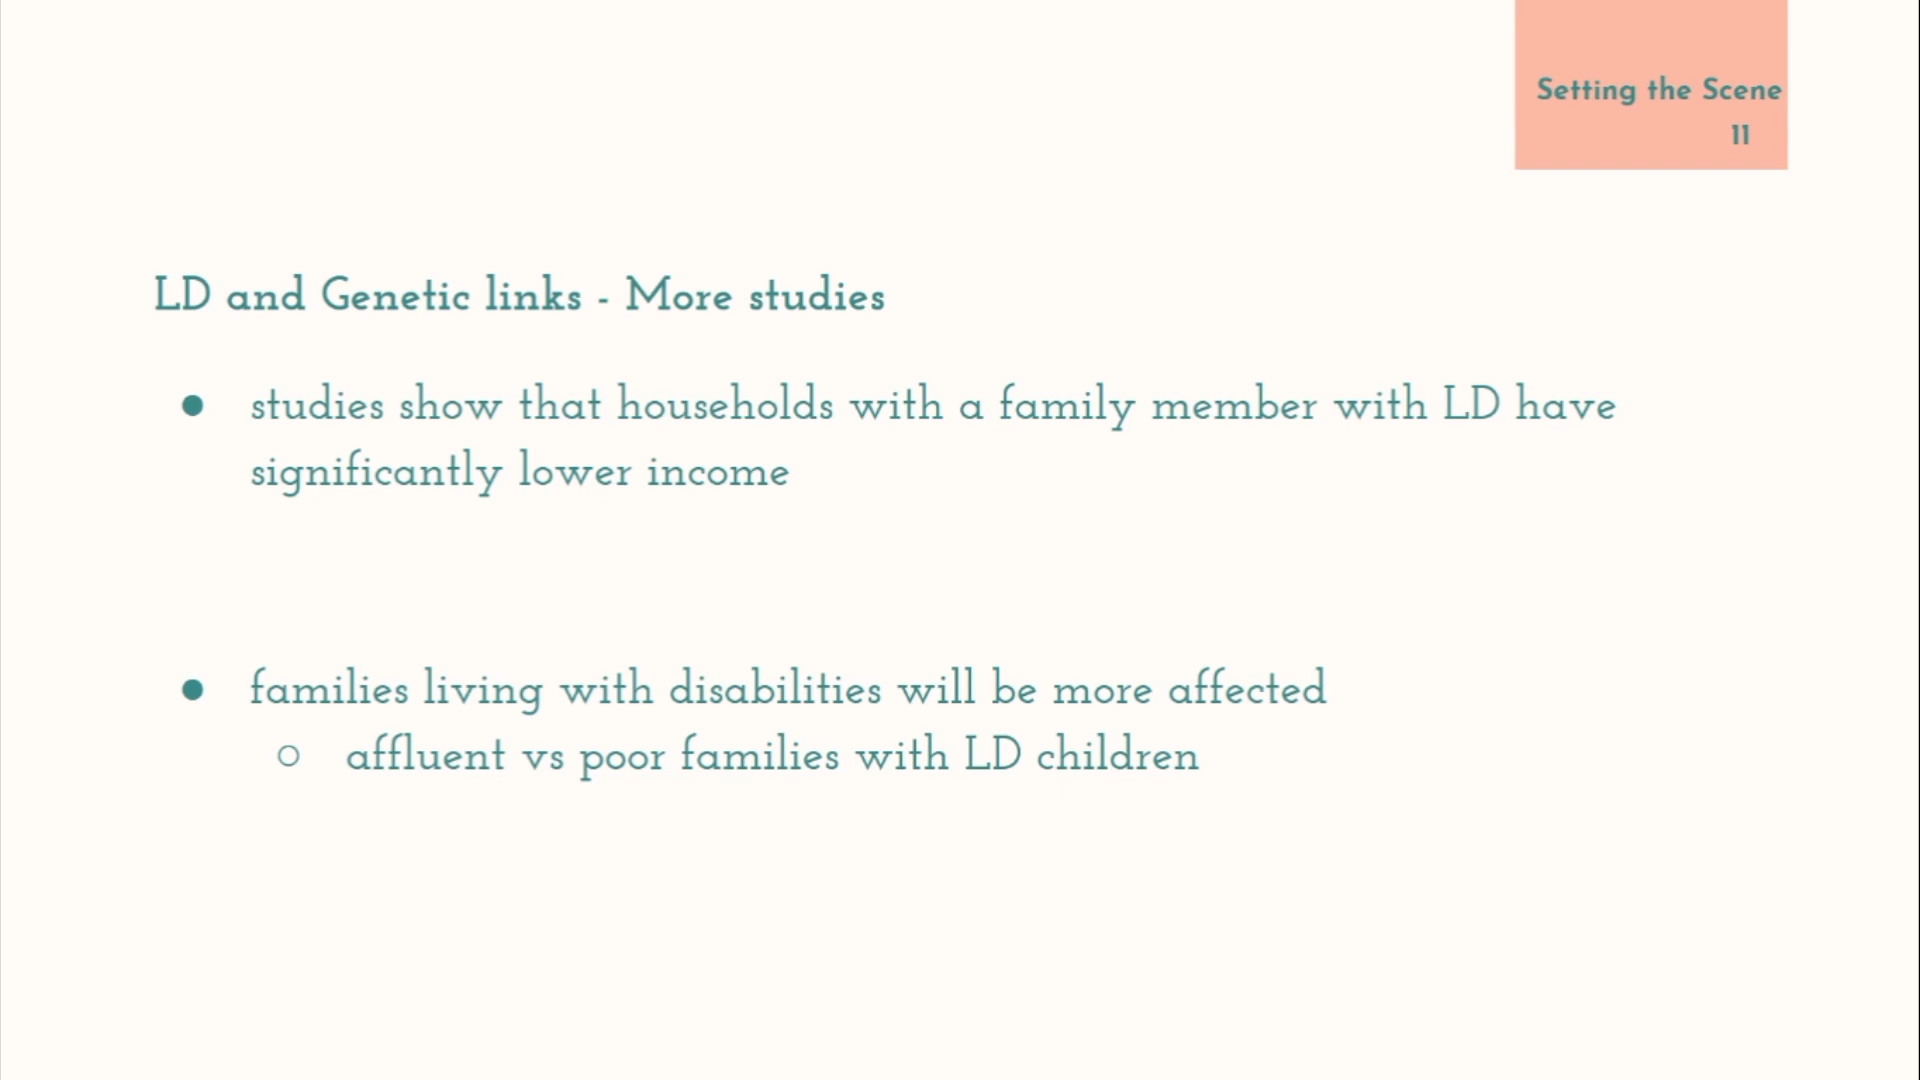 Setting the Scene
11
LD and Genetic links - More studies
● studies show that households with a family member with LD have
significantly lower income
● families living with disabilities will be more affected
○ affluent vs poor families with LD children